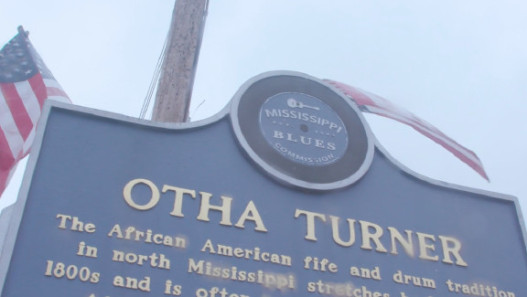 MISSISSIPPI
BLUES
COMMISSION
OTHA TURNER
The African American fife and drum tradition
in north Mississippi stretches
1800s and is often